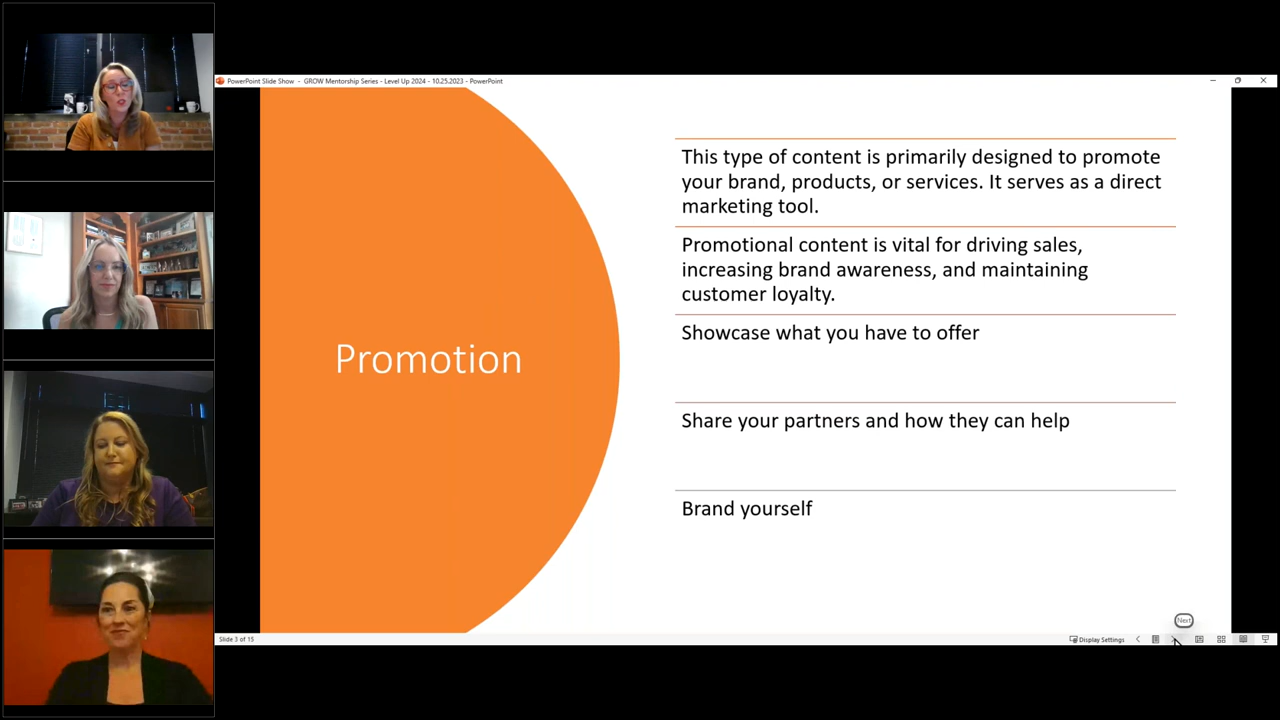 PowerPoint Slide Show - GROW Mentorship Series - Level Up 2024 - 10.25.2023 - PowerPoint
Promotion
This type of content is primarily designed to promote
your brand, products, or services. It serves as a direct
marketing tool.
Promotional content is vital for driving sales,
increasing brand awareness, and maintaining
customer loyalty.
Showcase what you have to offer
Share your partners and how they can help
Brand yourself
Next
Slide 3 of 15
Display Settings